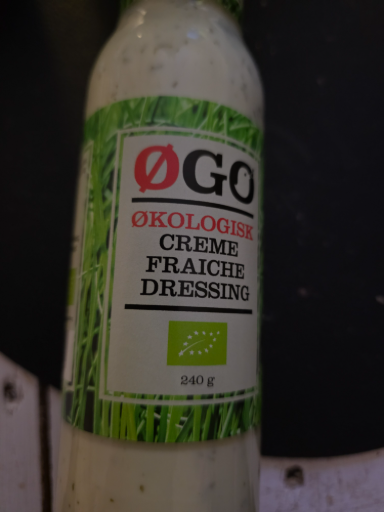 ØGO
ØKOLOGISK
CREME
FRAICHE
DRESSING
240 g